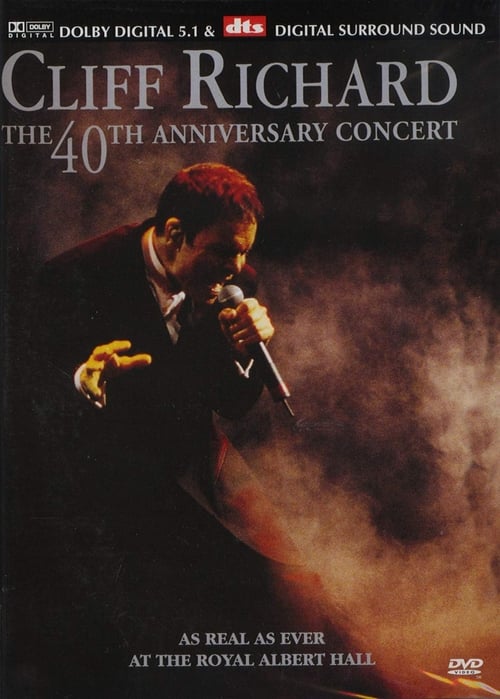 DOLBY DIGITAL DOLBY DIGITAL 5.1 & dts DIGITAL SURROUND SOUND
CLIFF RICHARD
THE 40TH ANNIVERSARY CONCERT
AS REAL AS EVER
AT THE ROYAL ALBERT HALL
DVD
VIDEO